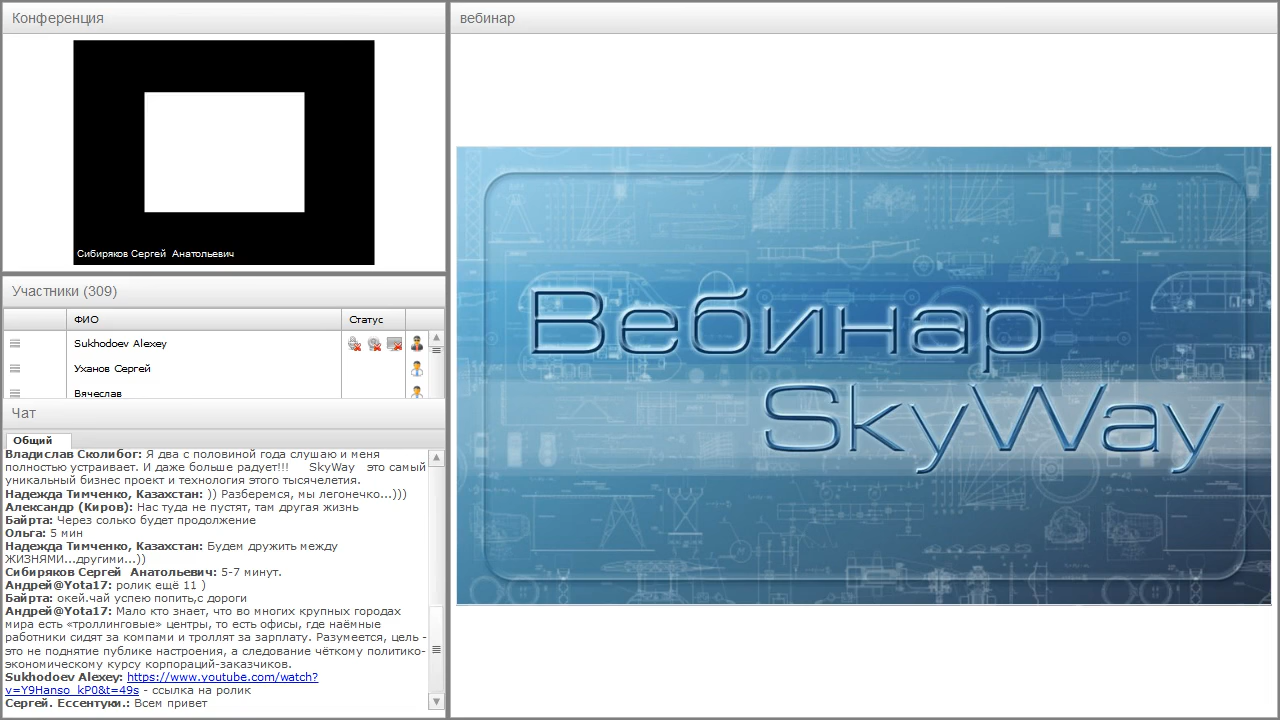 Конференция
Сибиряков Сергей  Анатольевич
Участники (309)
ФИО
Статус
Sukhodoev Alexey
Уханов Сергей
Вячеслав
Чат
Общий
Владислав Сколибог: Я два с половиной года слушаю и меня
полностью устраивает. И даже больше радует!!!      SkyWay   это самый
уникальный бизнес проект и технология этого тысячелетия.
Надежда Тимченко, Казахстан: )) Разберемся, мы легонечко...)))
Александр (Киров): Нас туда не пустят, там другая жизнь
Байрта: Через солько будет продолжение
Ольга: 5 мин
Надежда Тимченко, Казахстан: Будем дружить между
ЖИЗНЯМИ...другими...))
Сибиряков Сергей  Анатольевич: 5-7 минут.
Андрей@Yota17: ролик ещё 11 )
Байрта: окей.чай успею попить,с дороги
Андрей@Yota17: Мало кто знает, что во многих крупных городах
мира есть «троллинговые» центры, то есть офисы, где наёмные
работники сидят за компами и троллят за зарплату. Разумеется, цель -
это не поднятие публике настроения, а следование чёткому политико-
экономическому курсу корпораций-заказчиков.
Sukhodoev Alexey: https://www.youtube.com/watch?
v=Y9Hanso_kP0&t=49s - ссылка на ролик
Сергей. Ессентуки.: Всем привет
вебинар
Вебинар
SkyWay